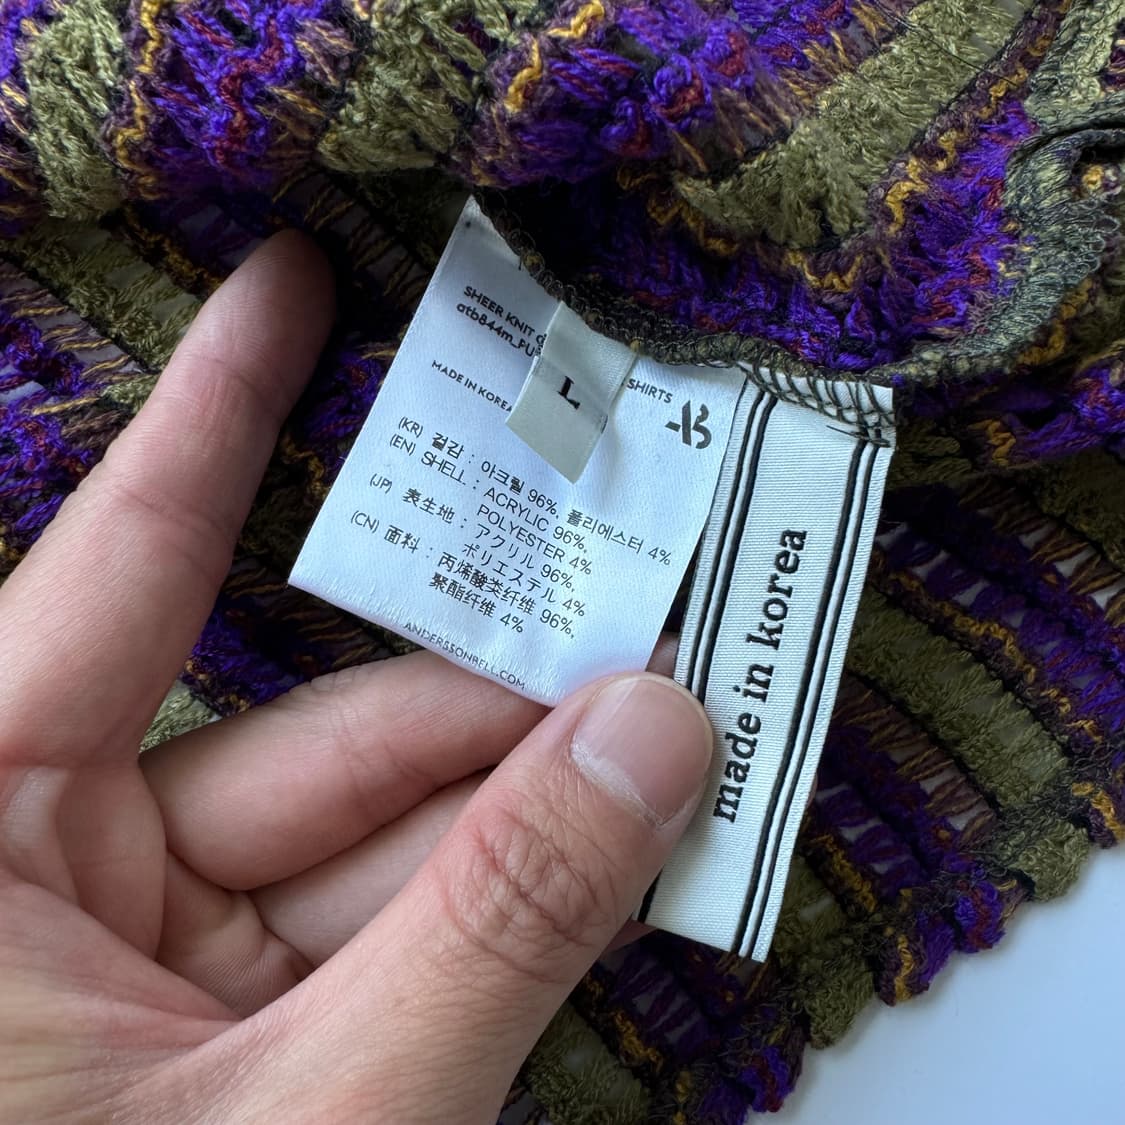 SHEER KNIT
SHIRTS
atb844m_PU
MADE IN KOREA
L
(KR) 겉감 : 아크릴 96%, 폴리에스터 4%
(EN) SHELL : ACRYLIC 96%,
POLYESTER 4%
(JP) 表生地 : アクリル 96%,
ポリエステル 4%
(CN) 面料 : 丙烯酸类纤维 96%,
聚酯纤维 4%
ANDERSSONBELL.COM
made in korea